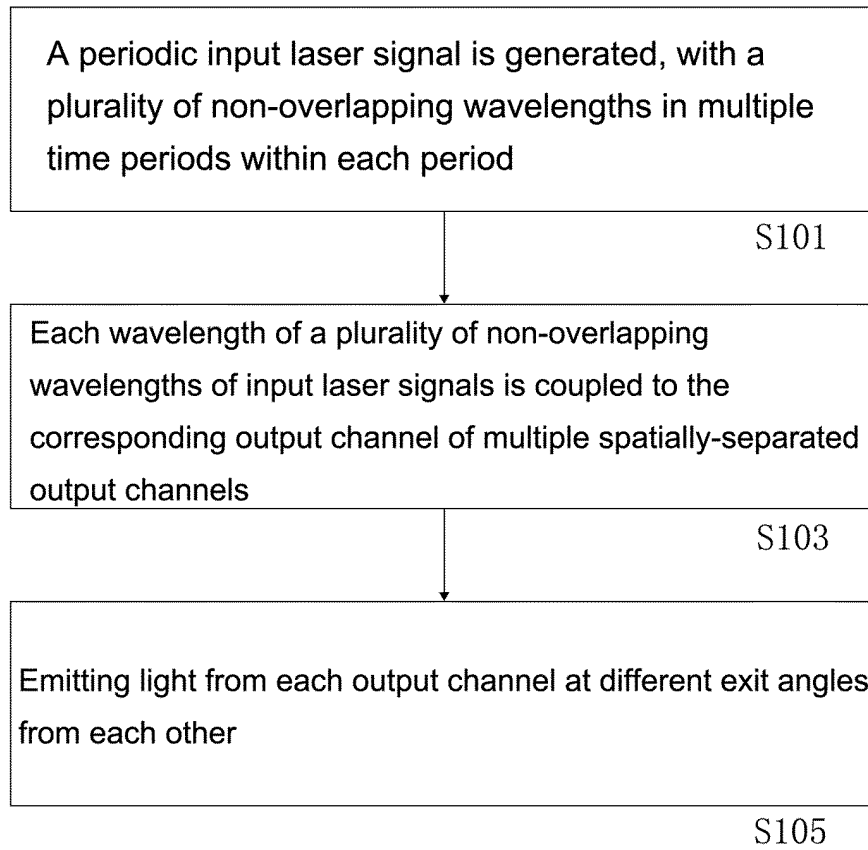 A periodic input laser signal is generated, with a
plurality of non-overlapping wavelengths in multiple
time periods within each period
S101
Each wavelength of a plurality of non-overlapping
wavelengths of input laser signals is coupled to the
corresponding output channel of multiple spatially-separated
output channels
S103
Emitting light from each output channel at different exit angles
from each other
S105